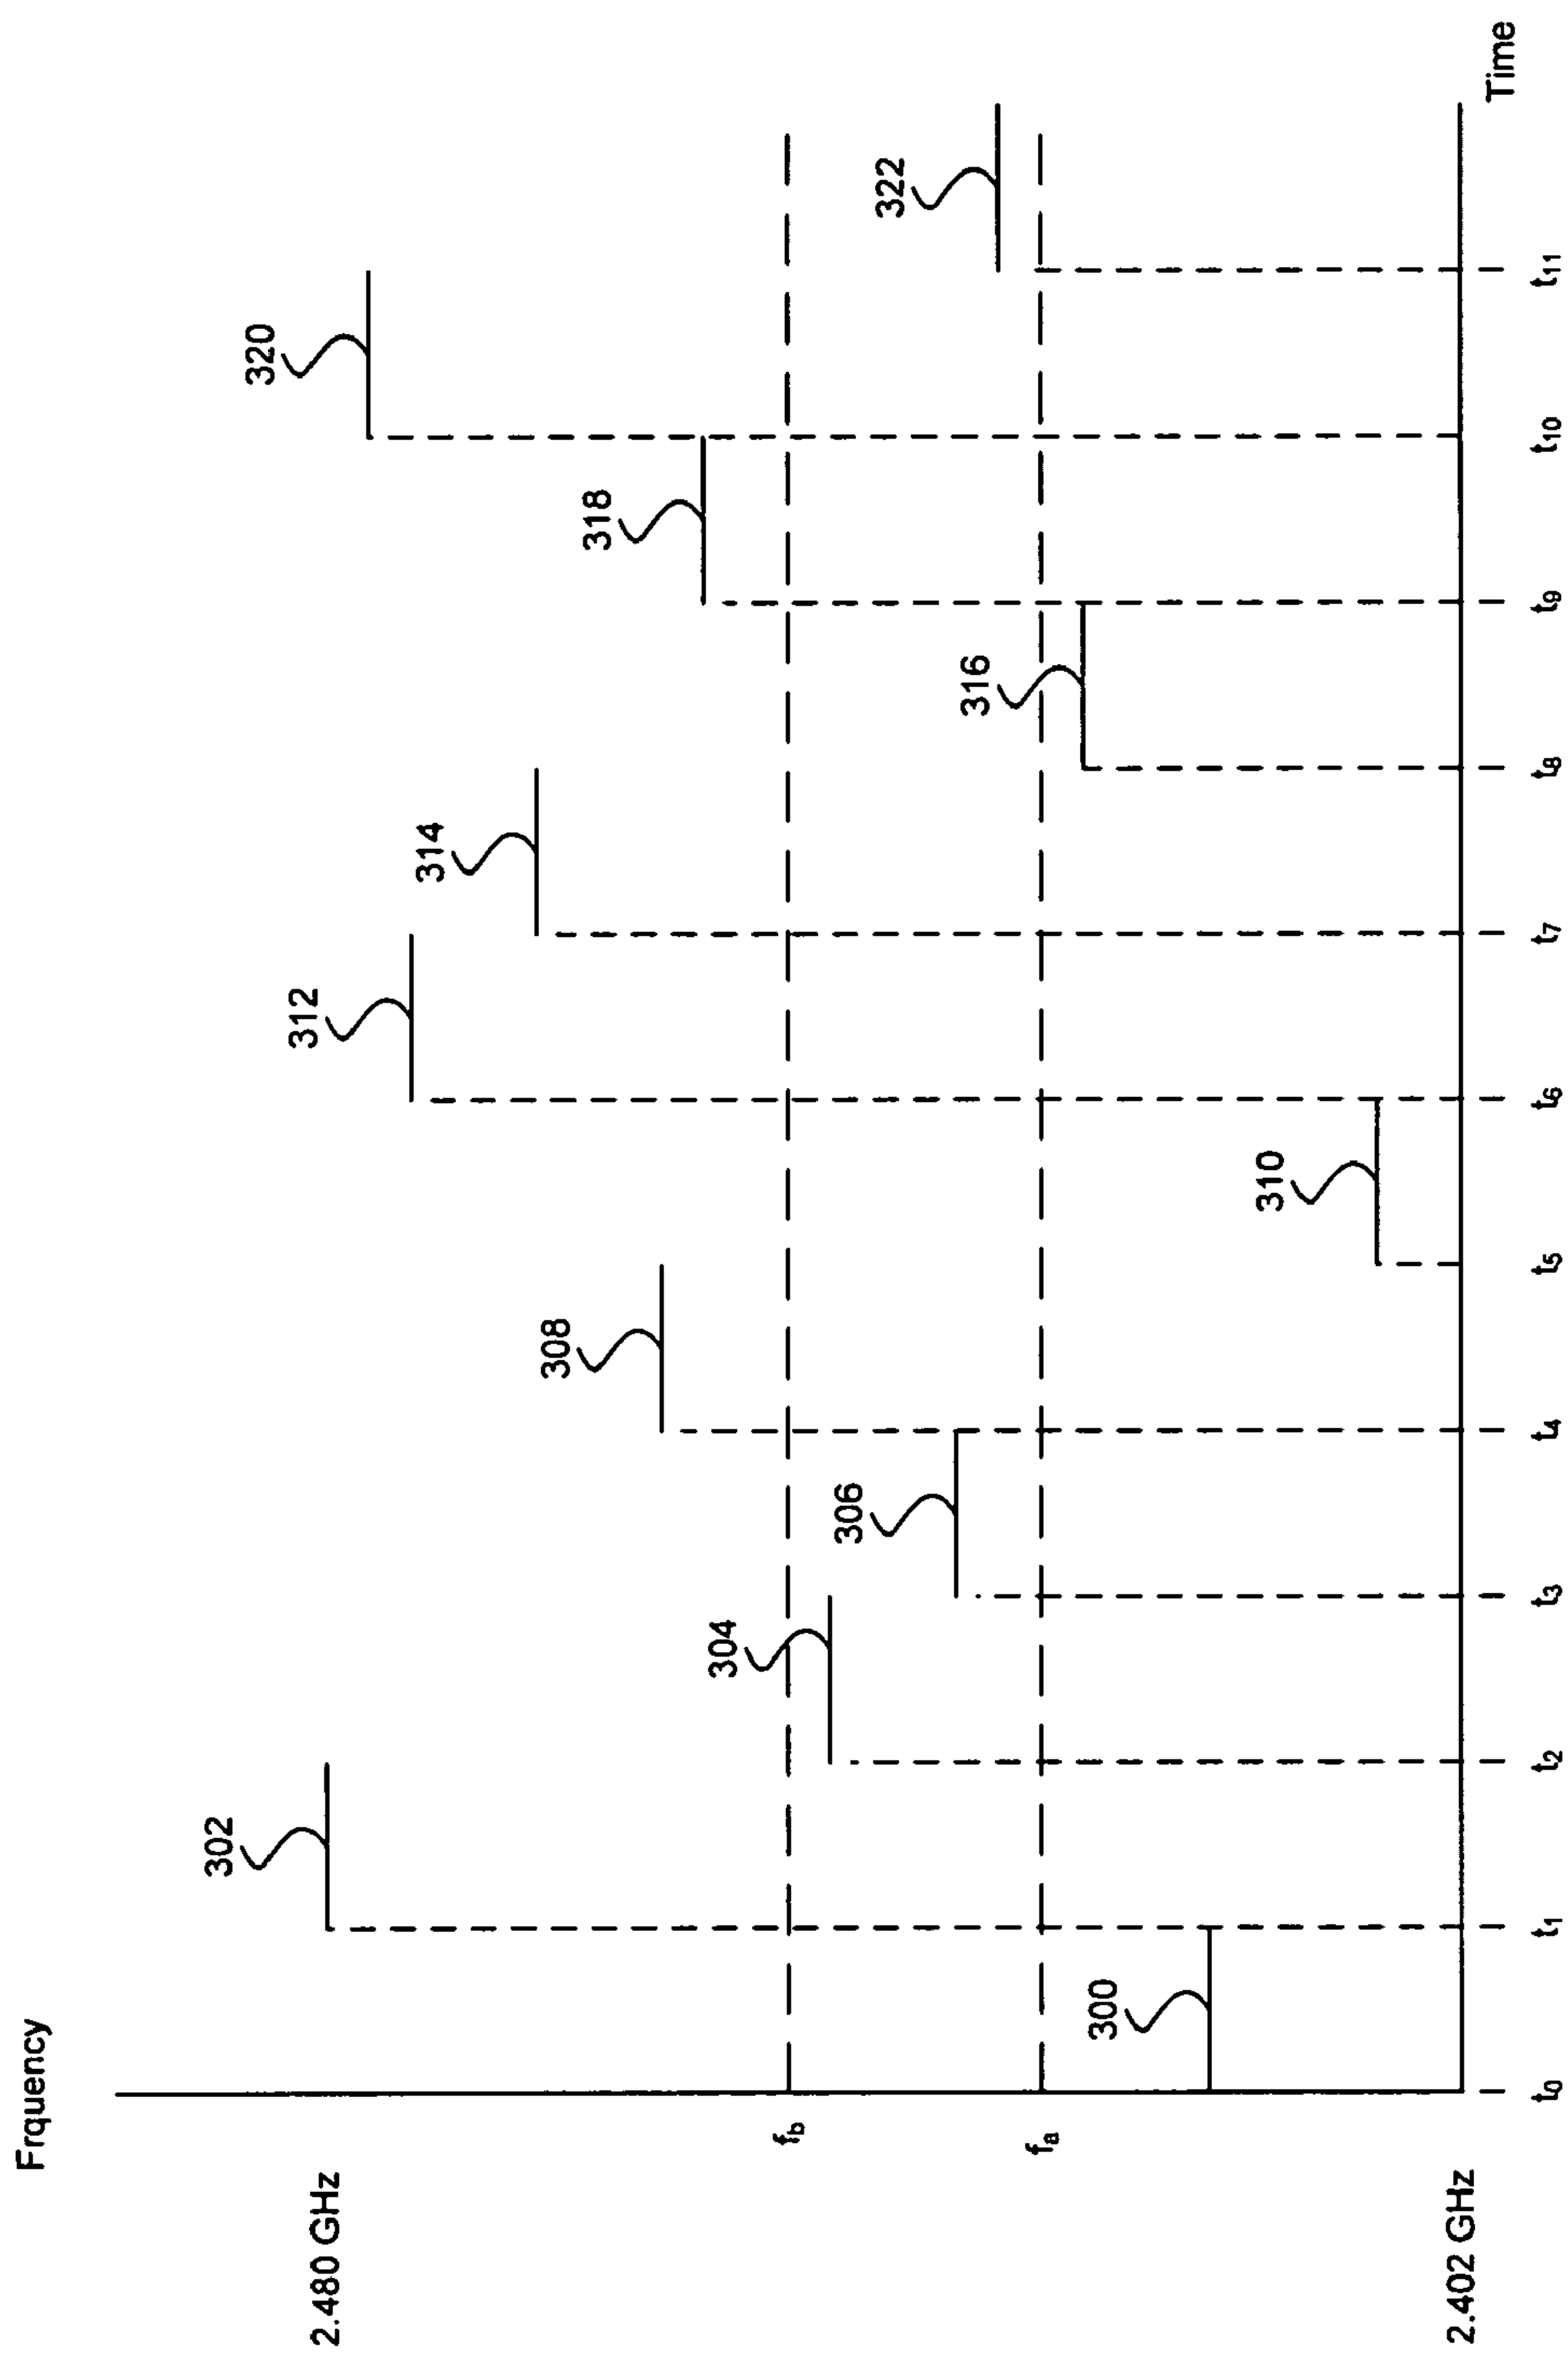 Frquency
2.480 GHz
302
320
312
314
308
318
304
fb
306
322
316
fa
300
310
2.402 GHz
t0
t1
t2
t3
t4
t5
t6
t7
t8
t9
t10
t11
Time